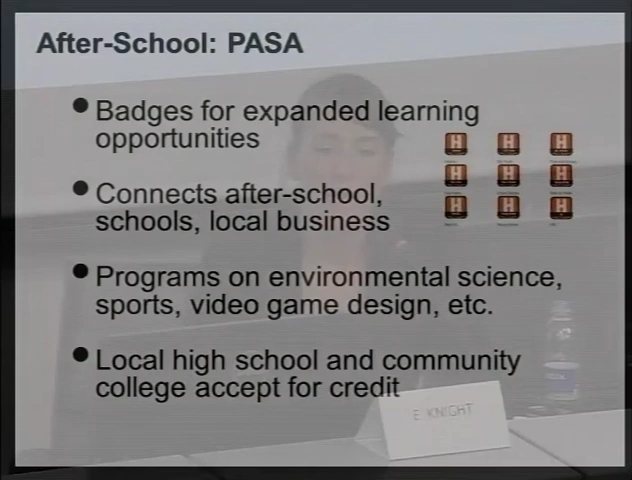 After-School: PASA
• Badges for expanded learning
opportunities
• Connects after-school,
schools, local business
• Programs on environmental science,
sports, video game design, etc.
• Local high school and community
college accept for credit
H H H
H H H
H H H
E KNIGHT